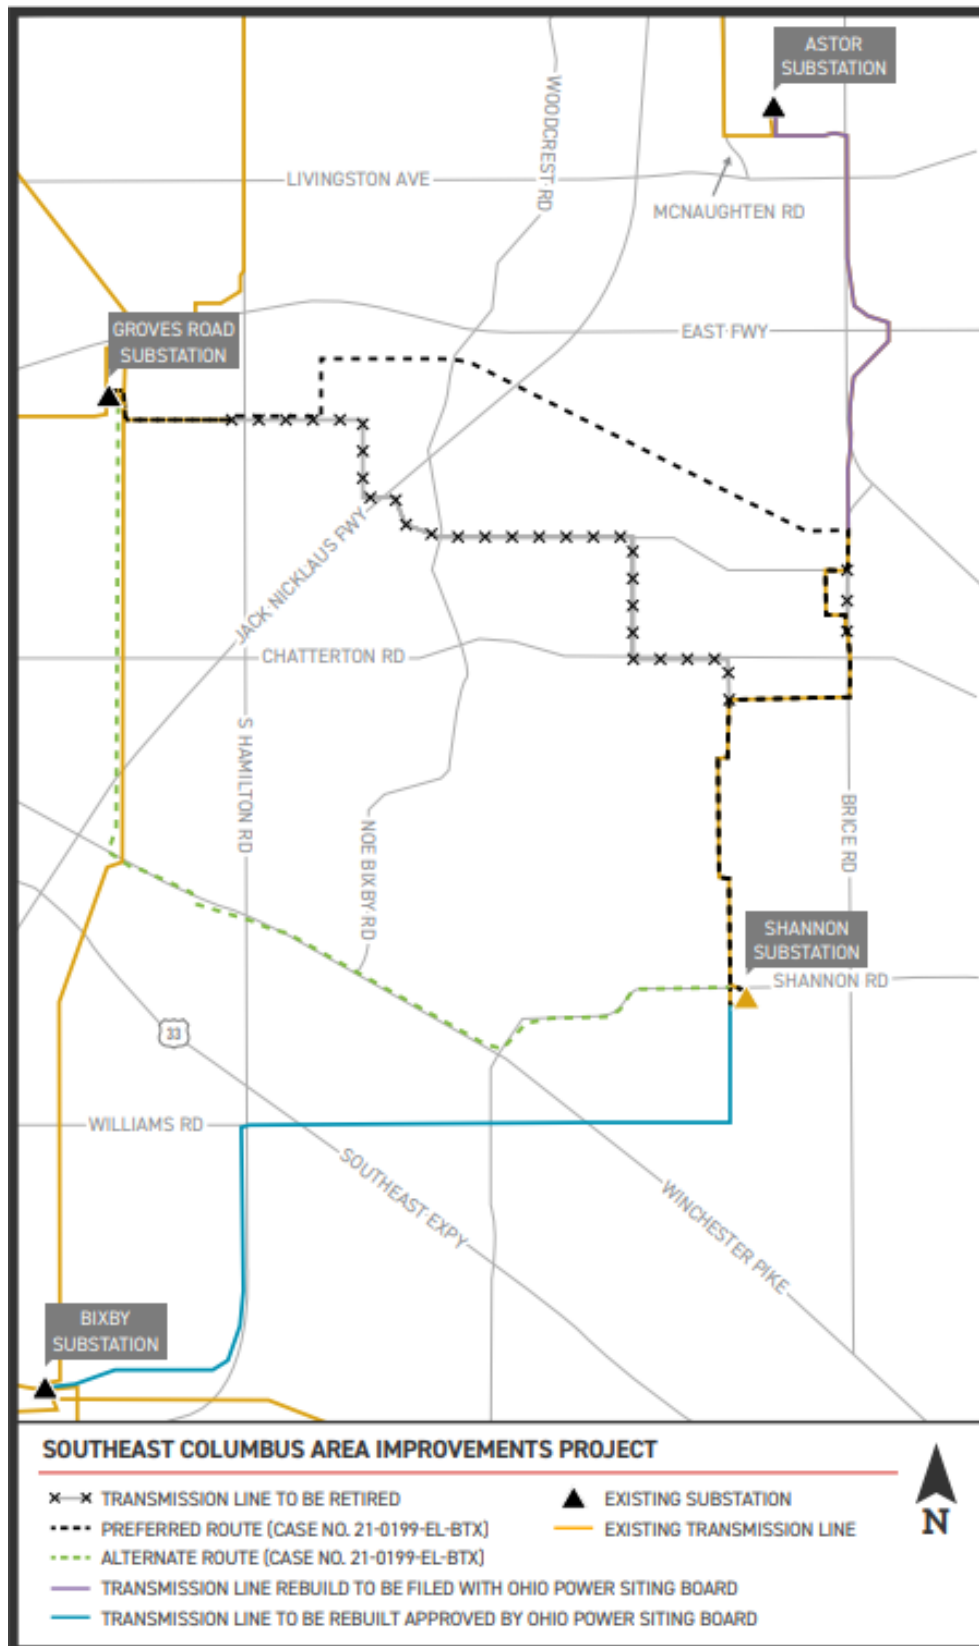 ASTOR
SUBSTATION
WOODCREST RD
LIVINGSTON AVE
MCNAUGHTEN RD
GROVES ROAD
SUBSTATION
EAST FWY
JACK NICKLAUS FWY
CHATTERTON RD
S HAMILTON RD
NOE BIXBY RD
BRICE RD
SHANNON
SUBSTATION
SHANNON RD
33
WILLIAMS RD
SOUTHEAST EXPY
WINCHESTER PIKE
BIXBY
SUBSTATION
SOUTHEAST COLUMBUS AREA IMPROVEMENTS PROJECT
TRANSMISSION LINE TO BE RETIRED
EXISTING SUBSTATION
PREFERRED ROUTE (CASE NO. 21-0199-EL-BTX)
EXISTING TRANSMISSION LINE
ALTERNATE ROUTE (CASE NO. 21-0199-EL-BTX)
TRANSMISSION LINE REBUILD TO BE FILED WITH OHIO POWER SITING BOARD
TRANSMISSION LINE TO BE REBUILT APPROVED BY OHIO POWER SITING BOARD
N